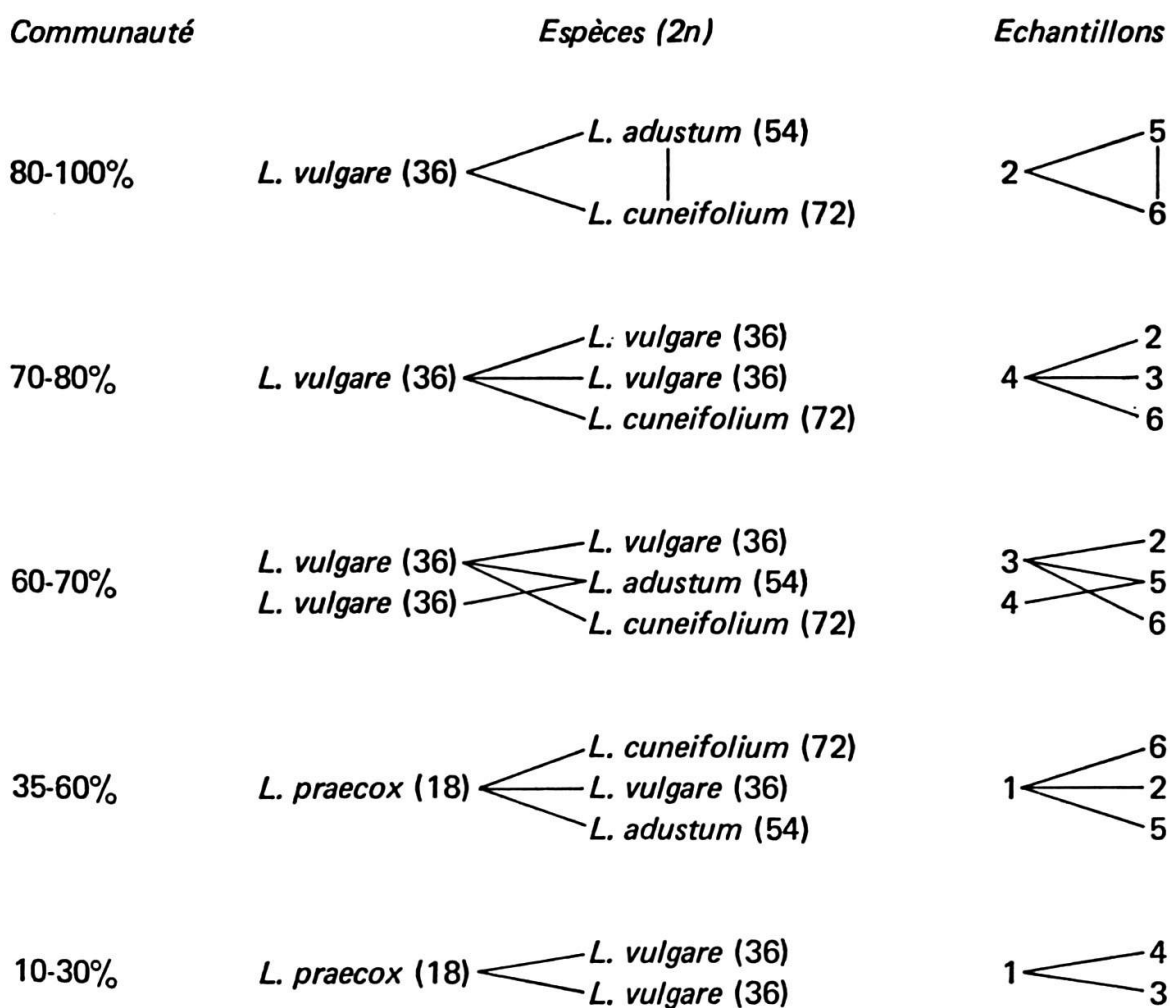 Communauté Espèces (2n) Echantillons
L. adustum (54) 5
80-100% L. vulgare (36) 2
L. cuneifolium (72) 6
L. vulgare (36) 2
70-80% L. vulgare (36) L. vulgare (36) 4 3
L. cuneifolium (72) 6
L. vulgare (36) 2
L. vulgare (36) 3
60-70% L. adustum (54) 5
L. vulgare (36) 4
L. cuneifolium (72) 6
L. cuneifolium (72) 6
35-60% L. praecox (18) L. vulgare (36) 1 2
L. adustum (54) 5
L. vulgare (36) 4
10-30% L. praecox (18) 1
L. vulgare (36) 3